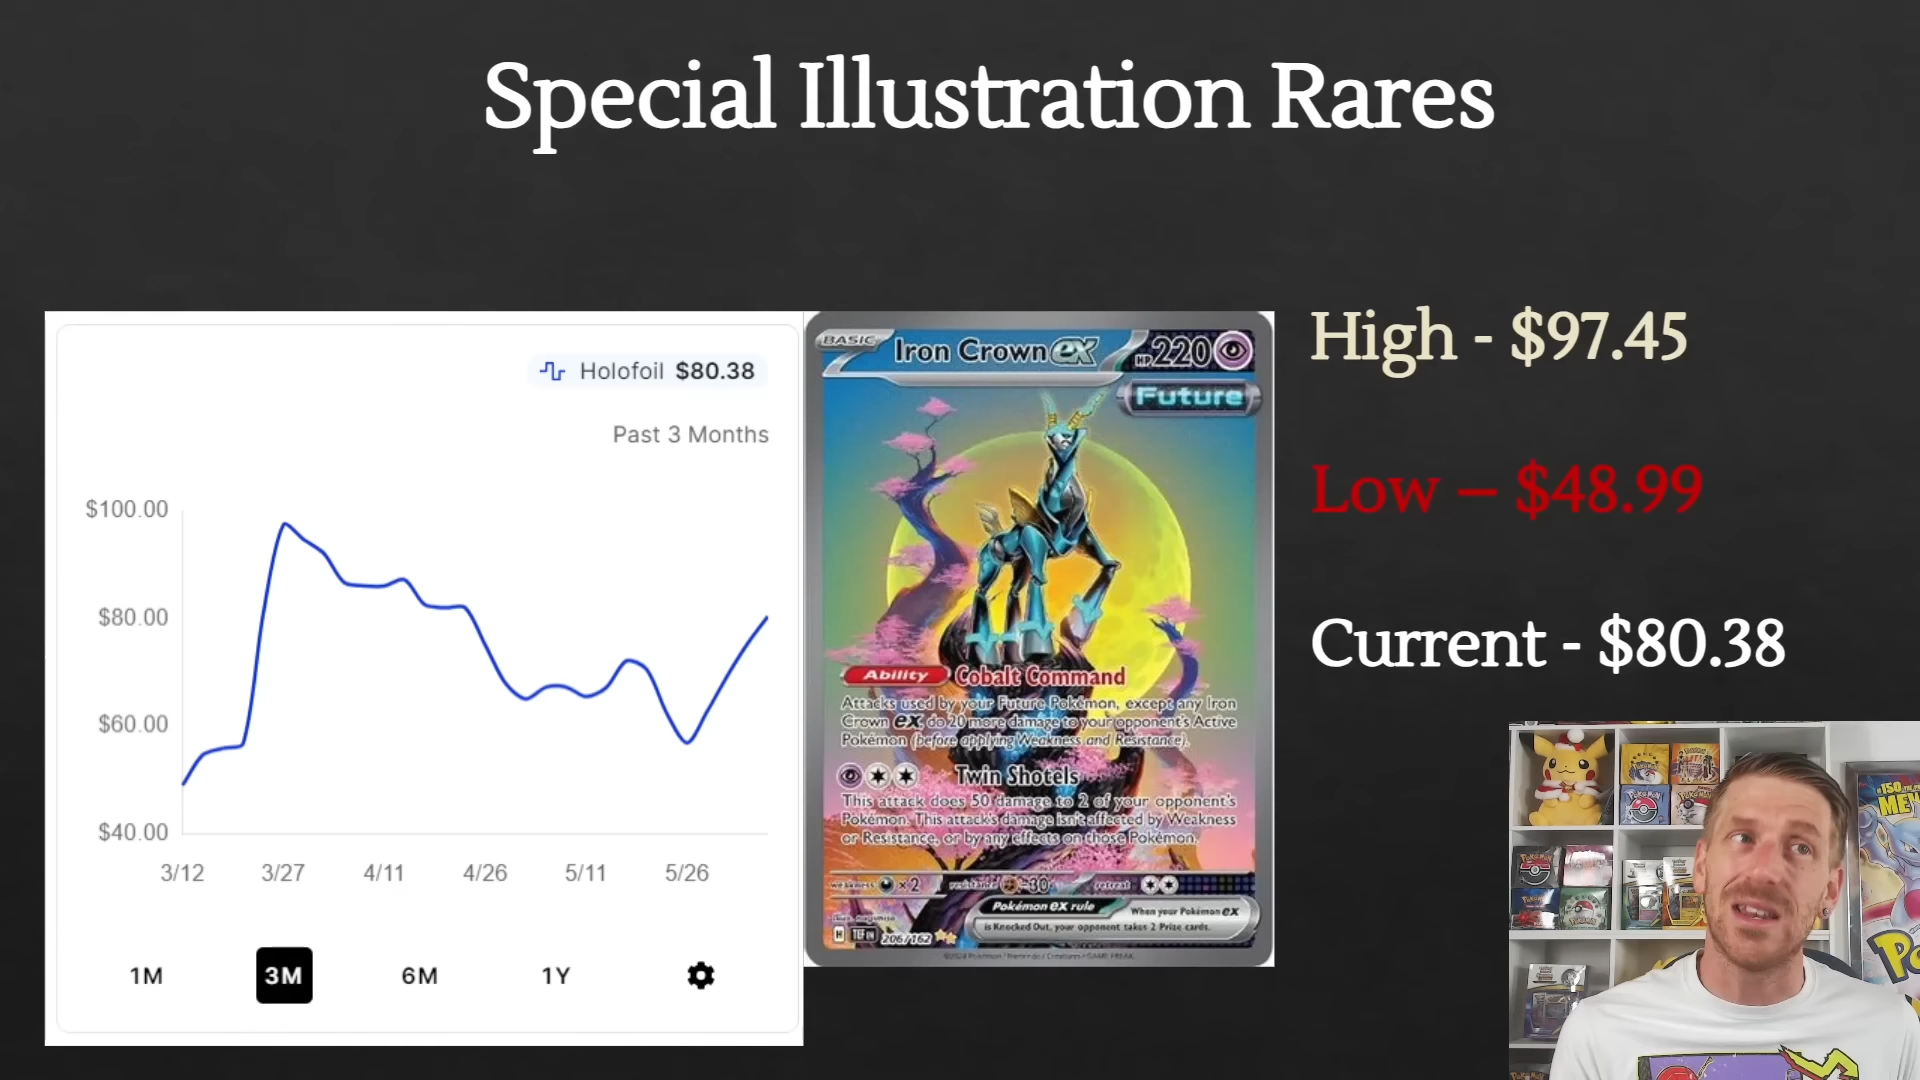 Special Illustration Rares
Holofoil $80.38
Past 3 Months
$100.00
$80.00
$60.00
$40.00
3/12 3/27 4/11 4/26 5/11 5/26
1M 3M 6M 1Y
BASIC Iron Crown ex HP 220
Future
Ability Cobalt Command
Attacks used by your Future Pokémon, except any Iron
Crown ex, do 20 more damage to your opponent's Active
Pokémon (before applying Weakness and Resistance).
Twin Shotels
This attack does 50 damage to 2 of your opponent's
Pokémon. This attack's damage isn't affected by Weakness
or Resistance, or by any effects on those Pokémon.
weakness ×2 resistance -30 retreat
Pokémon ex rule When your Pokémon ex
is Knocked Out, your opponent takes 2 Prize cards.
H TEF EN 206/162
High - $97.45
Low – $48.99
Current - $80.38